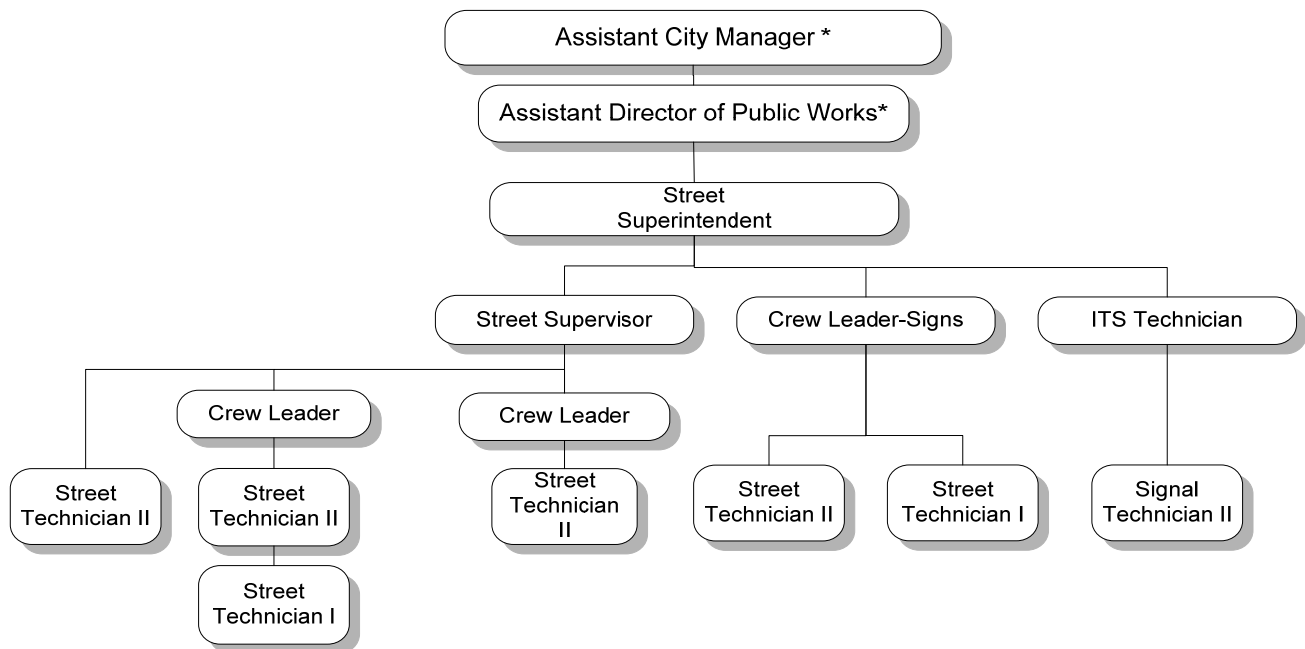 Assistant City Manager *
Assistant Director of Public Works*
Street
Superintendent
Street Supervisor
Crew Leader-Signs
ITS Technician
Crew Leader
Crew Leader
Street
Technician II
Street
Technician II
Street
Technician
II
Street
Technician II
Street
Technician I
Signal
Technician II
Street
Technician I